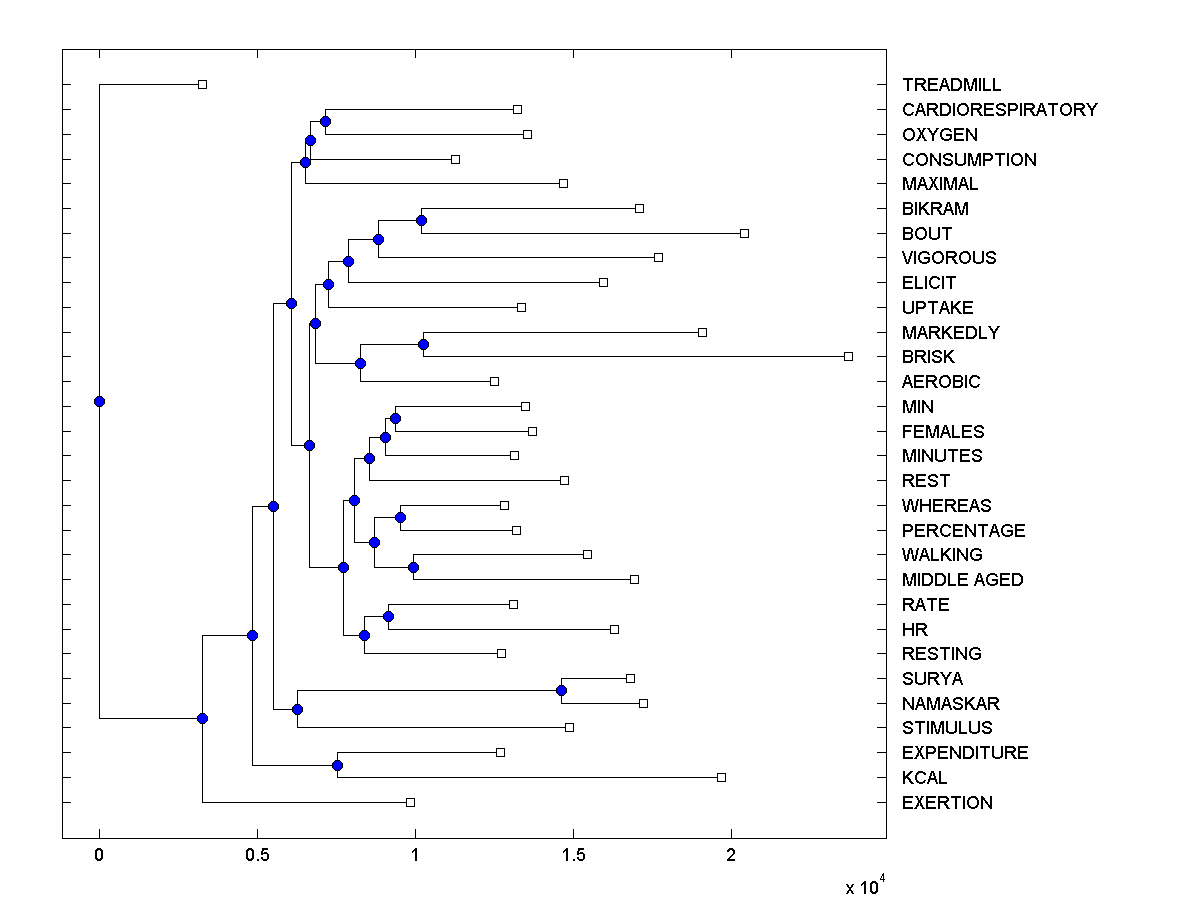 TREADMILL
CARDIORESPIRATORY
OXYGEN
CONSUMPTION
MAXIMAL
BIKRAM
BOUT
VIGOROUS
ELICIT
UPTAKE
MARKEDLY
BRISK
AEROBIC
MIN
FEMALES
MINUTES
REST
WHEREAS
PERCENTAGE
WALKING
MIDDLE AGED
RATE
HR
RESTING
SURYA
NAMASKAR
STIMULUS
EXPENDITURE
KCAL
EXERTION
0 0.5 1 1.5 2
x 10^4